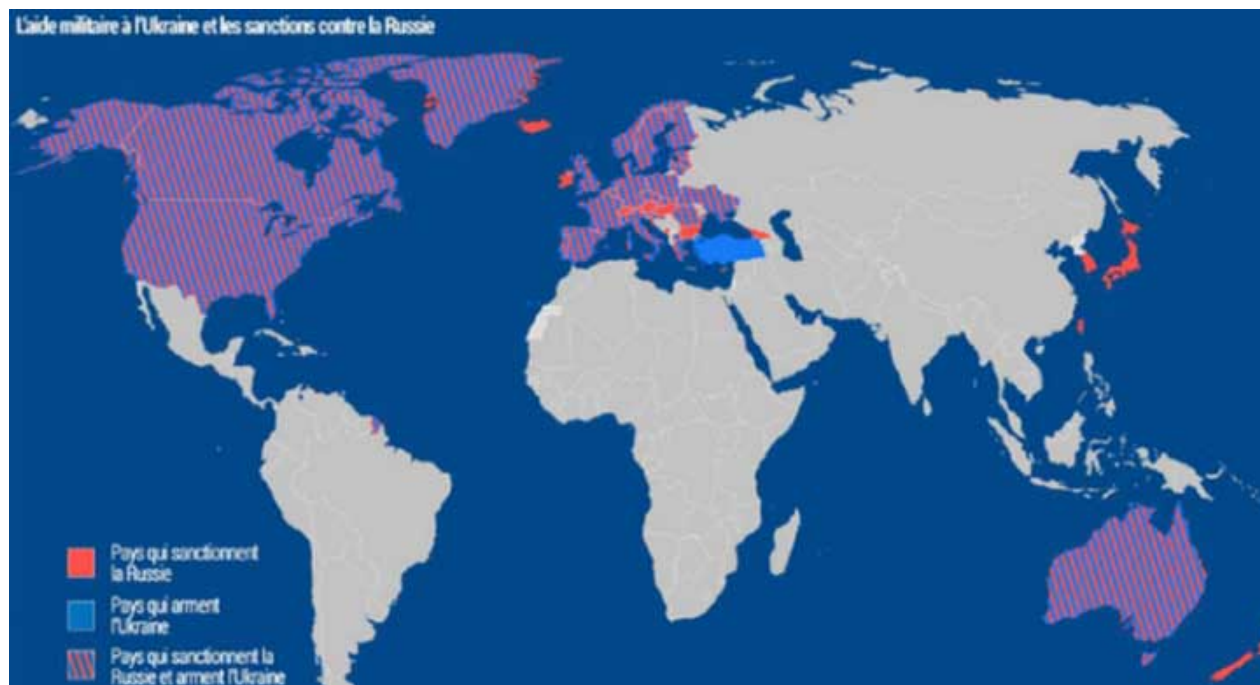 L'aide militaire à l'Ukraine et les sanctions contre la Russie
Pays qui sanctionnent
la Russie
Pays qui arment
l'Ukraine
Pays qui sanctionnent la
Russie et arment l'Ukraine